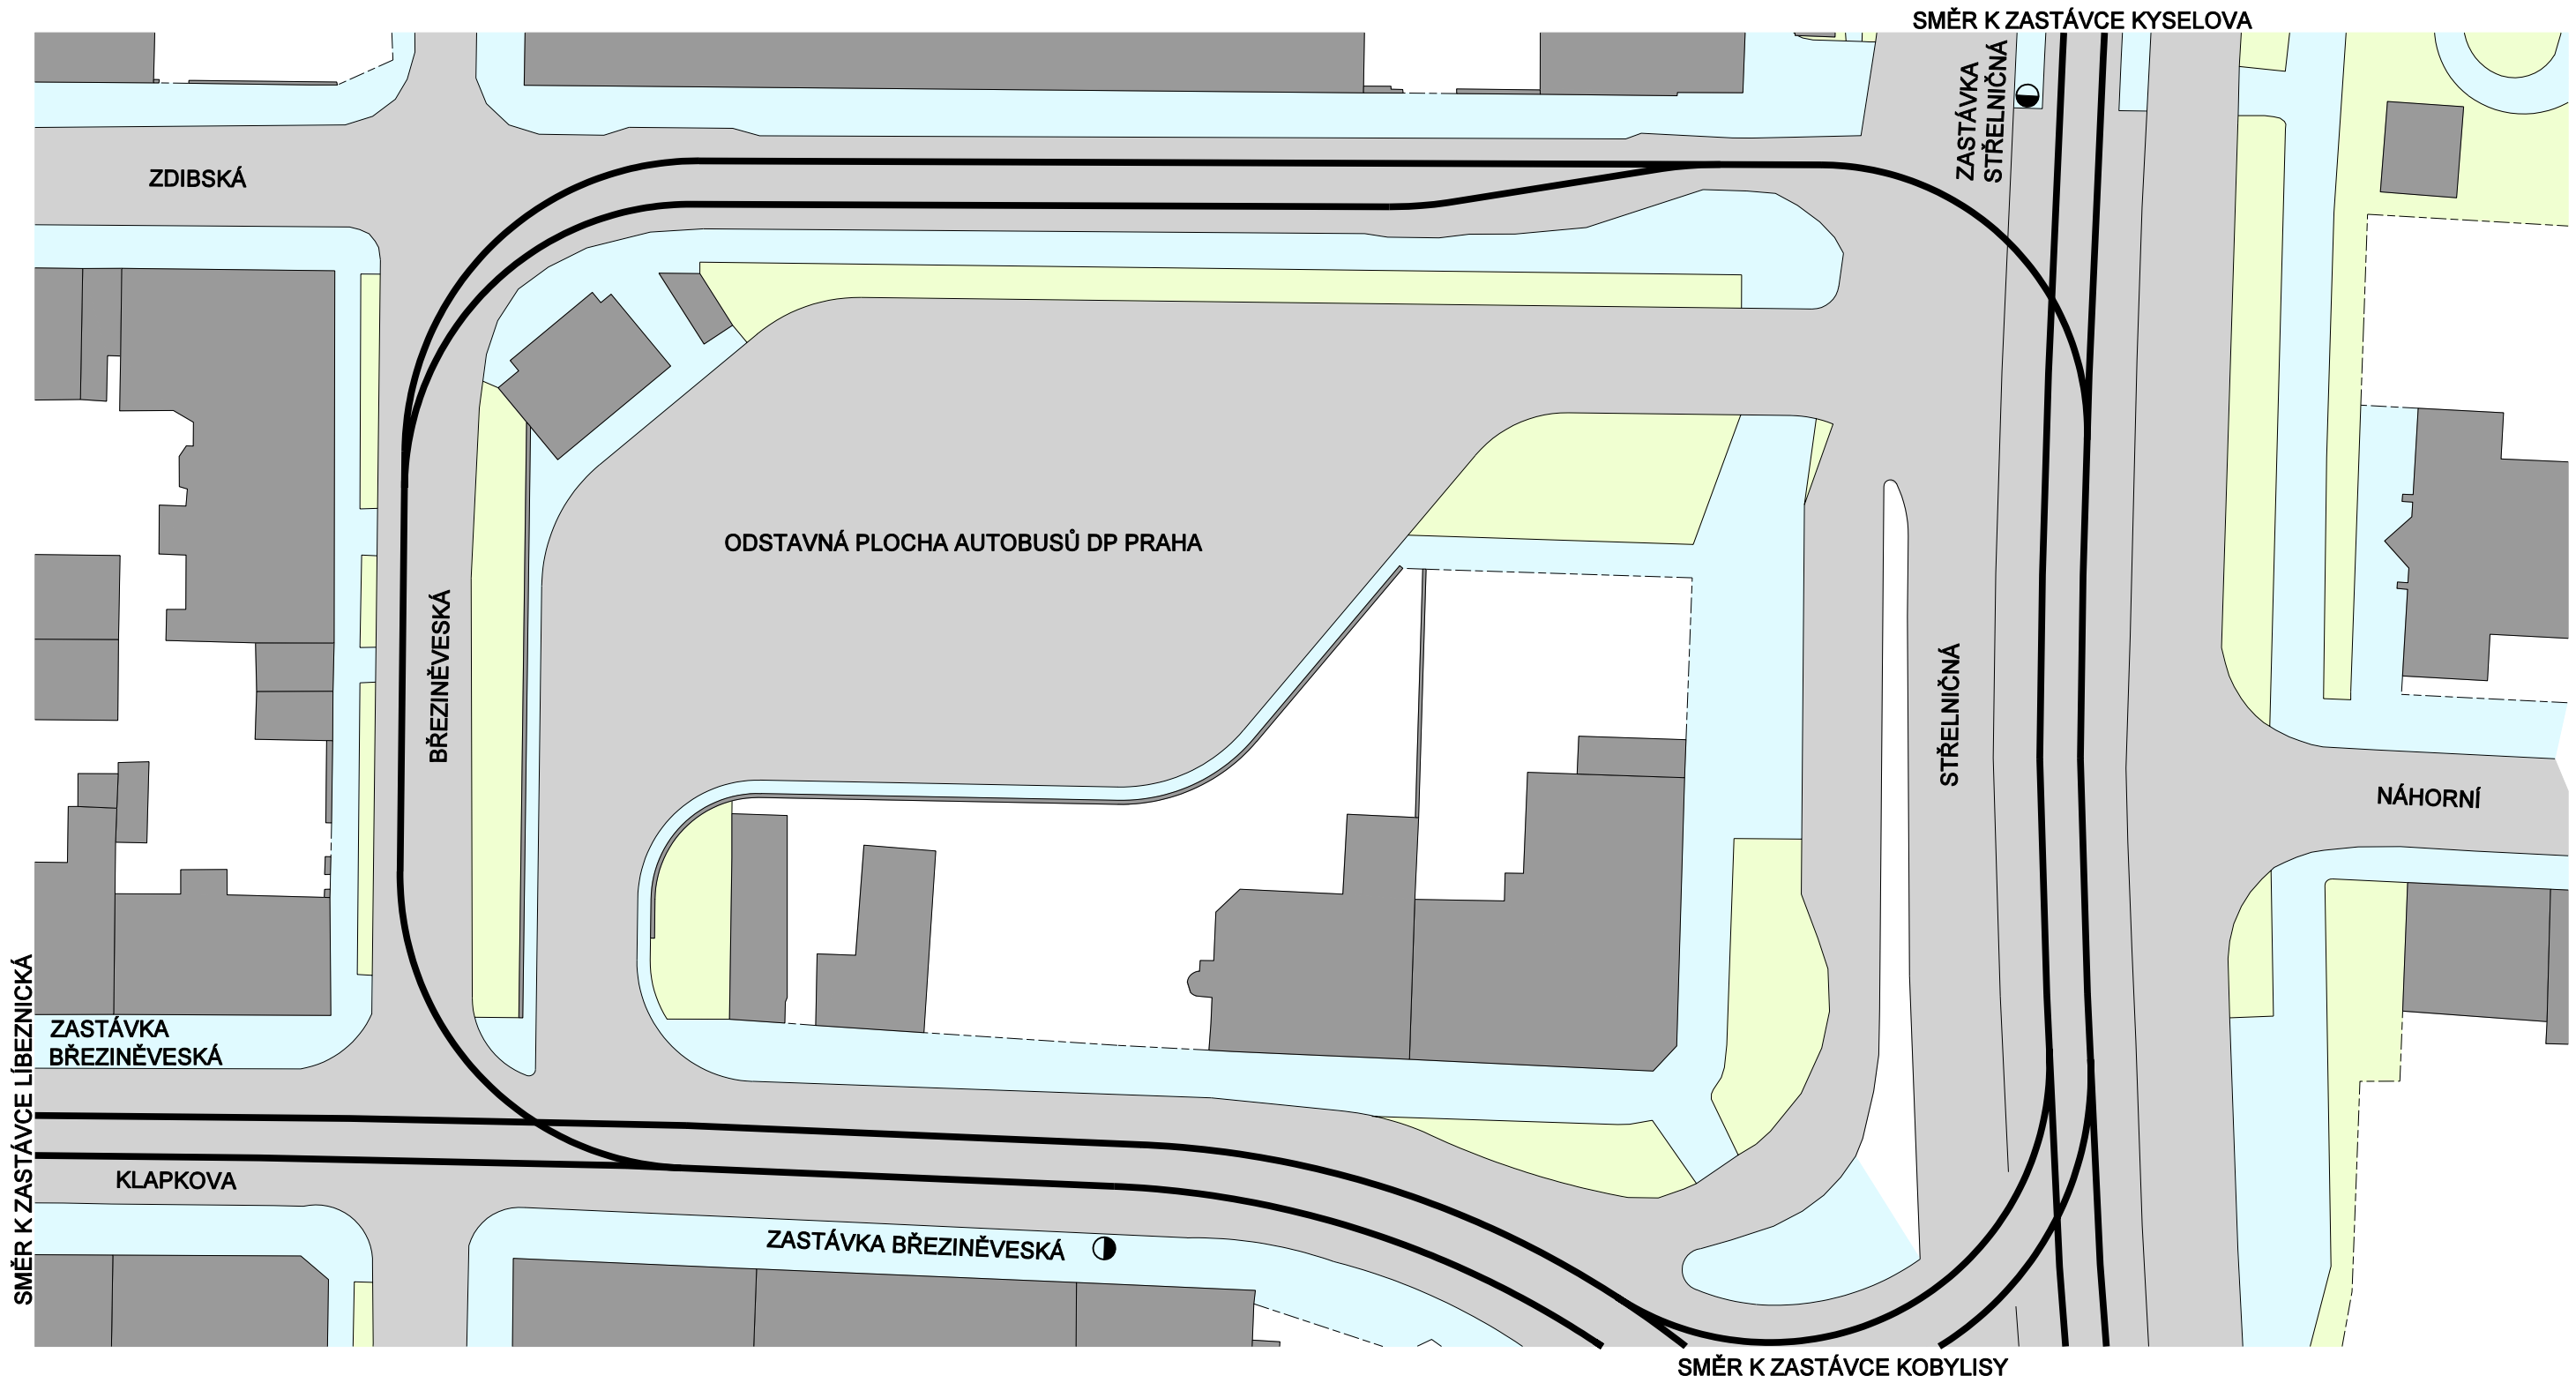 SMĚR K ZASTÁVCE KYSELOVA
ZASTÁVKA
STŘELNIČNÁ
ZDIBSKÁ
ODSTAVNÁ PLOCHA AUTOBUSŮ DP PRAHA
BŘEZINĚVESKÁ
STŘELNIČNÁ
NÁHORNÍ
SMĚR K ZASTÁVCE LÍBEZNICKÁ
ZASTÁVKA
BŘEZINĚVESKÁ
KLAPKOVA
ZASTÁVKA BŘEZINĚVESKÁ
SMĚR K ZASTÁVCE KOBYLISY